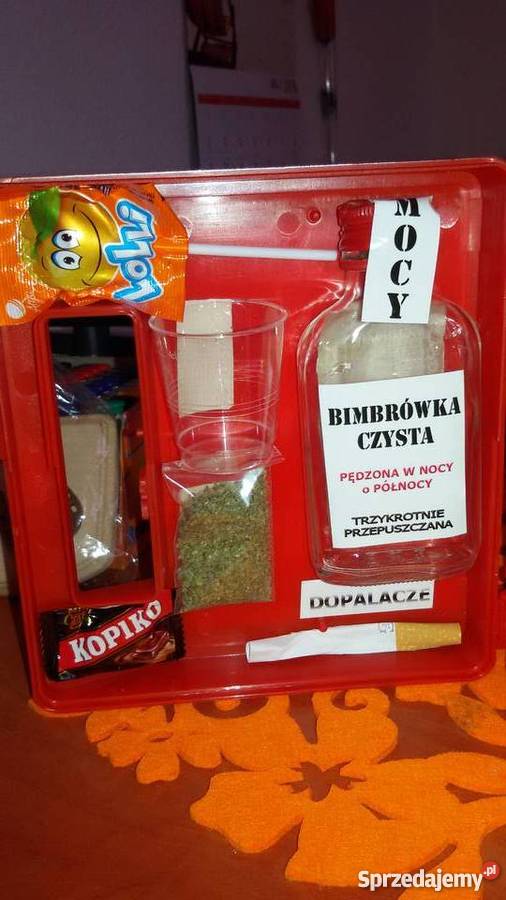 Lolli
MOCY
BIMBRÓWKA
CZYSTA
PĘDZONA W NOCY
o PÓŁNOCY
TRZYKROTNIE
PRZEPUSZCZANA
DOPALACZE
KOPIKO
Sprzedajemy.pl